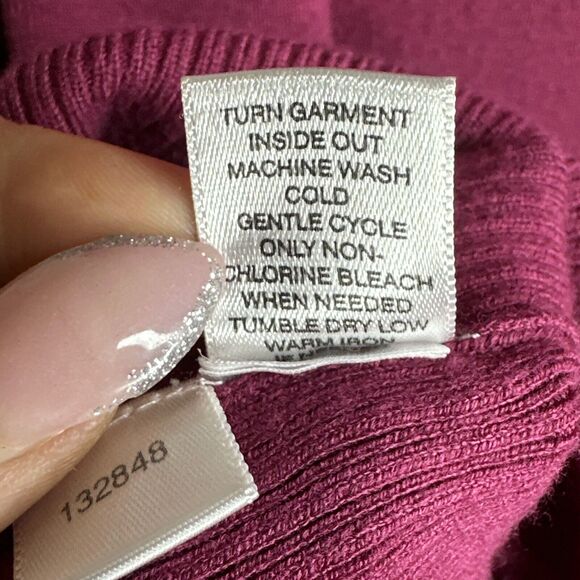 TURN GARMENT
INSIDE OUT
MACHINE WASH
COLD
GENTLE CYCLE
ONLY NON-
CHLORINE BLEACH
WHEN NEEDED
TUMBLE DRY LOW
WARM IRON
132848